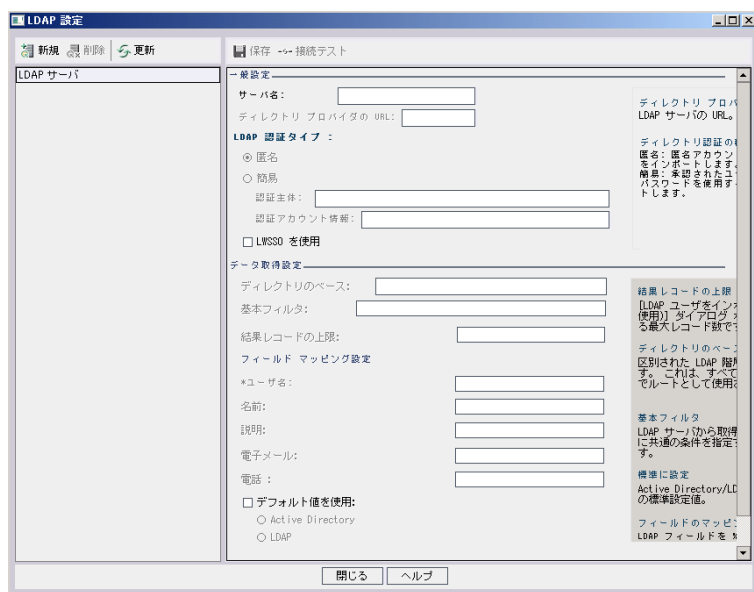 LDAP 設定
新規 削除 更新
保存 接続テスト
LDAP サーバ
一般設定
サーバ名:
ディレクトリ プロバイダの URL:
LDAP 認証タイプ :
匿名
簡易
認証主体:
認証アカウント情報:
LWSSO を使用
ディレクトリ プロバ
LDAP サーバの URL。
ディレクトリ認証の
匿名: 匿名アカウン
をインポートします。
簡易: 承認されたユ
パスワードを使用す
トします。
データ取得設定
ディレクトリのベース:
基本フィルタ:
結果レコードの上限:
フィールド マッピング設定
*ユーザ名:
名前:
説明:
電子メール:
電話 :
デフォルト値を使用:
Active Directory
LDAP
結果レコードの上限
[LDAP ユーザをイン
使用)] ダイアログ
る最大レコード数で
ディレクトリのベー
区別された LDAP 階
す。 これは、すべて
でルートとして使用
基本フィルタ
LDAP サーバから取得
に共通の条件を指定
す。
標準に設定
Active Directory/LD
の標準設定値。
フィールドのマッピ
LDAP フィールドを
閉じる ヘルプ